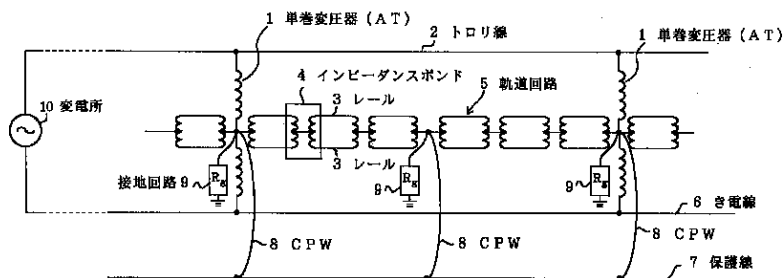 1 単巻変圧器 (AT)
2 トロリ線
1 単巻変圧器 (AT)
4 インピーダンスボンド
3 レール
5 軌道回路
10 変電所
3 レール
接地回路 9
Rg
9
Rg
9
Rg
6 き電線
8 CPW
8 CPW
8 CPW
7 保護線